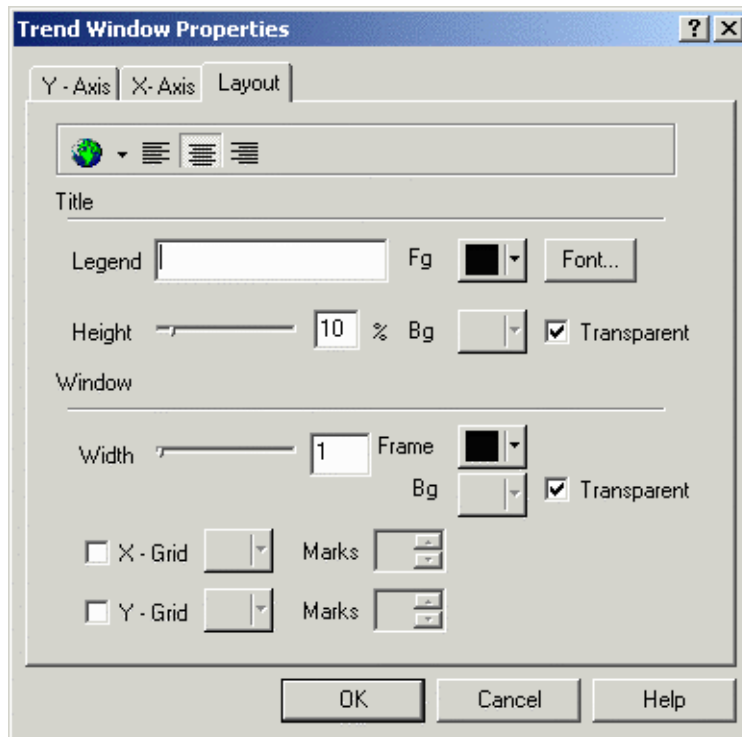 Trend Window Properties
Y - Axis X- Axis Layout
Title
Legend Fg Font...
Height 10 % Bg Transparent
Window
Width 1 Frame
Bg Transparent
X - Grid Marks
Y - Grid Marks
OK Cancel Help